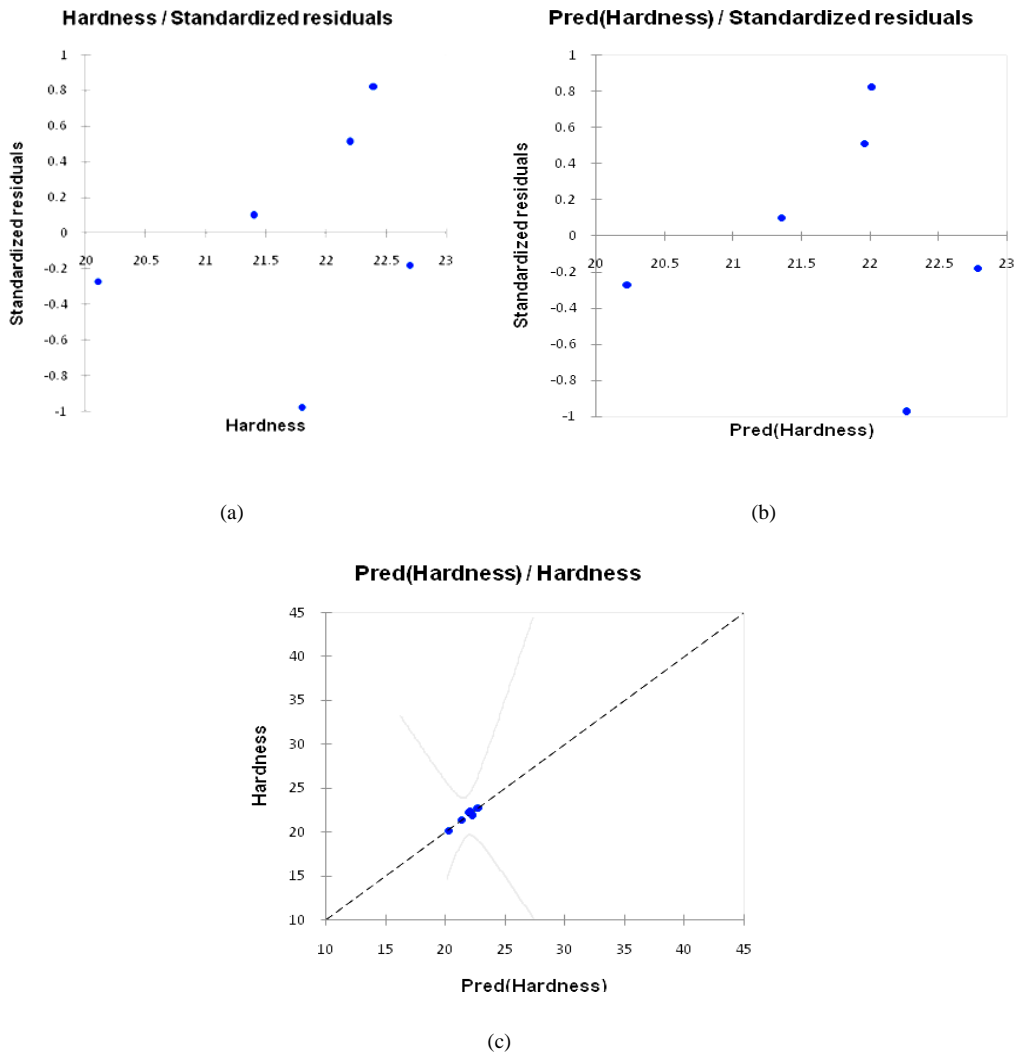 Hardness / Standardized residuals
1
0.8
0.6
0.4
0.2
0
-0.2
-0.4
-0.6
-0.8
-1
20 20.5 21 21.5 22 22.5 23
Standardized residuals
Hardness
(a)
Pred(Hardness) / Standardized residuals
1
0.8
0.6
0.4
0.2
0
-0.2
-0.4
-0.6
-0.8
-1
20 20.5 21 21.5 22 22.5 23
Standardized residuals
Pred(Hardness)
(b)
Pred(Hardness) / Hardness
45
40
35
30
25
20
15
10
10 15 20 25 30 35 40 45
Hardness
Pred(Hardness)
(c)